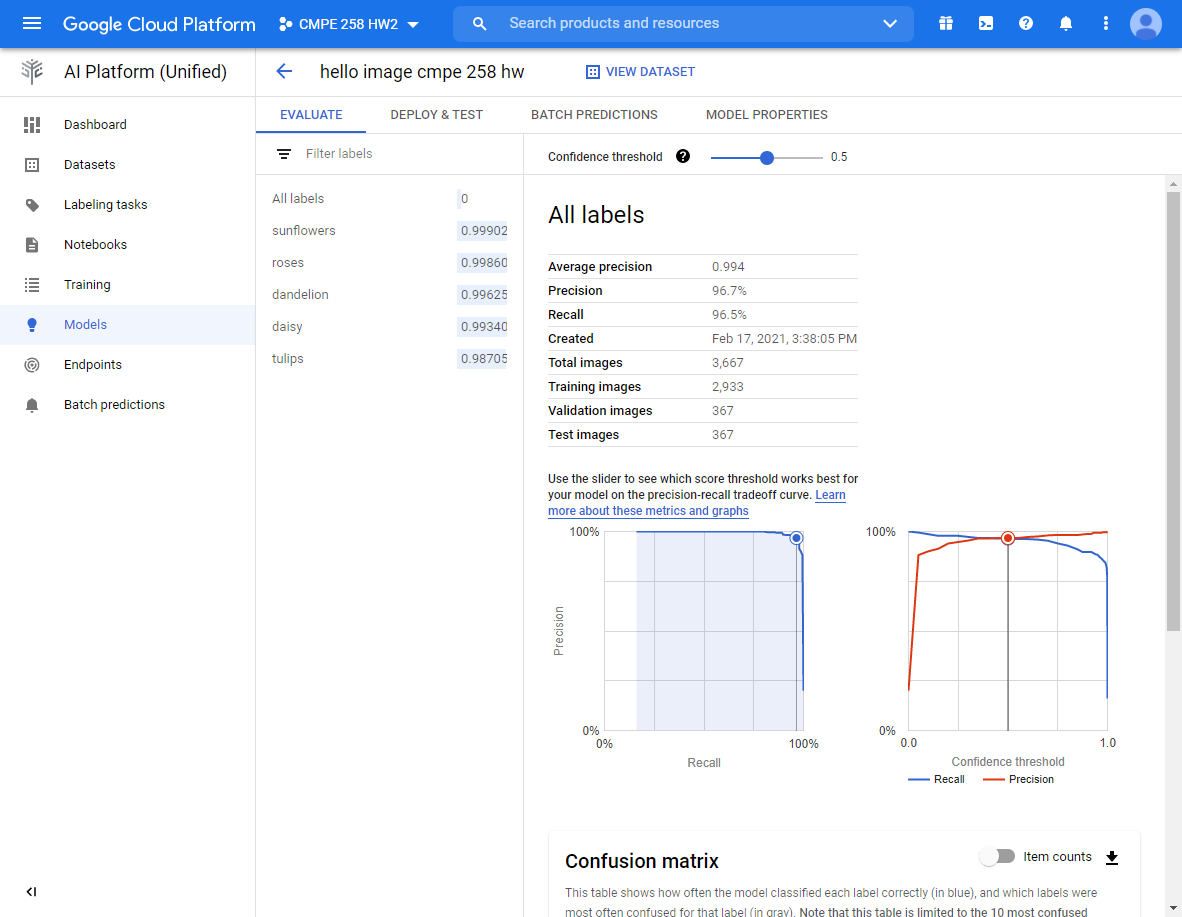 Google Cloud Platform
CMPE 258 HW2
Search products and resources
AI Platform (Unified)
hello image cmpe 258 hw
VIEW DATASET
Dashboard
Datasets
Labeling tasks
Notebooks
Training
Models
Endpoints
Batch predictions
EVALUATE
DEPLOY & TEST
BATCH PREDICTIONS
MODEL PROPERTIES
Filter labels
All labels 0
sunflowers 0.99902
roses 0.99860
dandelion 0.99625
daisy 0.99340
tulips 0.98705
Confidence threshold ? 0.5
All labels
Average precision 0.994
Precision 96.7%
Recall 96.5%
Created Feb 17, 2021, 3:38:05 PM
Total images 3,667
Training images 2,933
Validation images 367
Test images 367
Use the slider to see which score threshold works best for
your model on the precision-recall tradeoff curve. Learn
more about these metrics and graphs
100%
Precision
0%
0%
100%
Recall
100%
0%
0.0
1.0
Confidence threshold
Recall
Precision
Confusion matrix
Item counts
This table shows how often the model classified each label correctly (in blue), and which labels were
most often confused for that label (in gray). Note that this table is limited to the 10 most confused